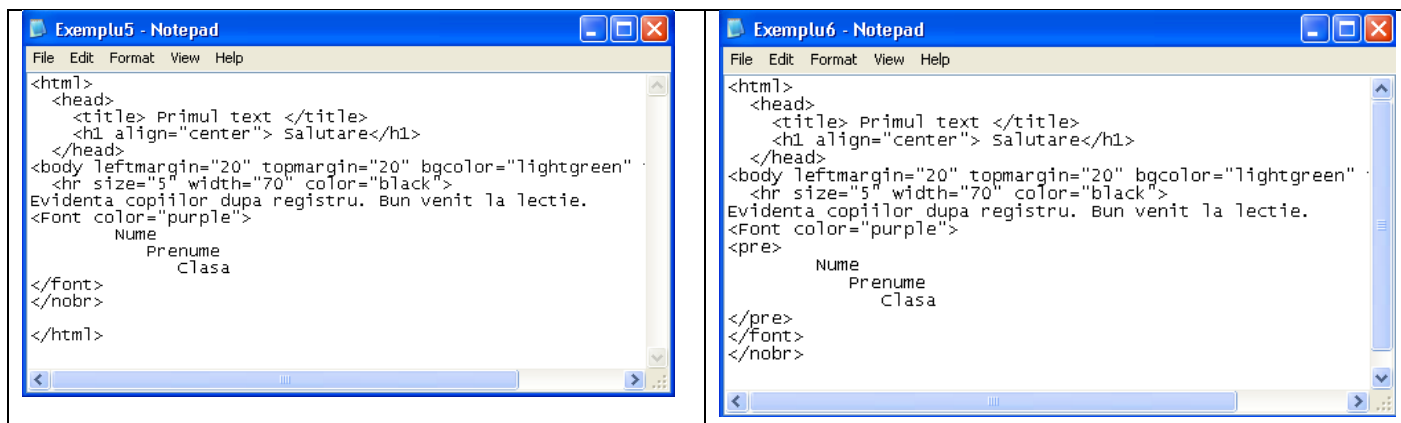 Exemplu5 - Notepad
File Edit Format View Help
<html>
<head>
<title> Primul text </title>
<h1 align="center"> Salutare</h1>
</head>
<body leftmargin="20" topmargin="20" bgcolor="lightgreen"
<hr size="5" width="70" color="black">
Evidenta copiilor dupa registru. Bun venit la lectie.
<Font color="purple">
Nume
Prenume
Clasa
</font>
</nobr>
</html>
Exemplu6 - Notepad
File Edit Format View Help
<html>
<head>
<title> Primul text </title>
<h1 align="center"> Salutare</h1>
</head>
<body leftmargin="20" topmargin="20" bgcolor="lightgreen"
<hr size="5" width="70" color="black">
Evidenta copiilor dupa registru. Bun venit la lectie.
<Font color="purple">
<pre>
Nume
Prenume
Clasa
</pre>
</font>
</nobr>